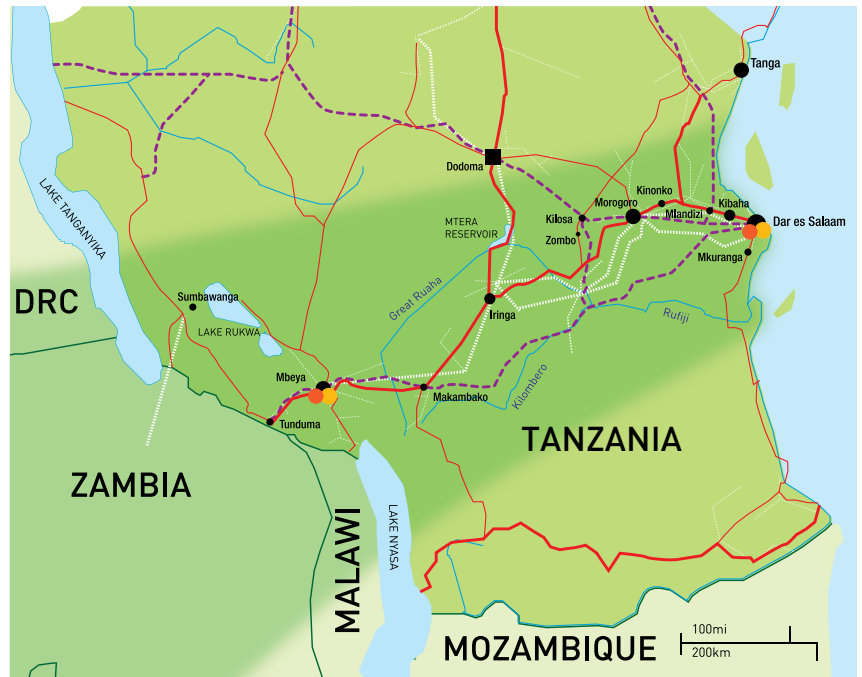 Tanga
Dodoma
Kinonko
Morogoro
Kibaha
Kilosa
Mlandizi
Dar es Salaam
MTERA
RESERVOIR
Zombo
Mkuranga
LAKE TANGANYIKA
DRC
Sumbawanga
Great Ruaha
Iringa
Rufiji
LAKE RUKWA
Mbeya
Makambako
Kilombero
Tunduma
TANZANIA
ZAMBIA
MALAWI
LAKE NYASA
MOZAMBIQUE
100mi
200km